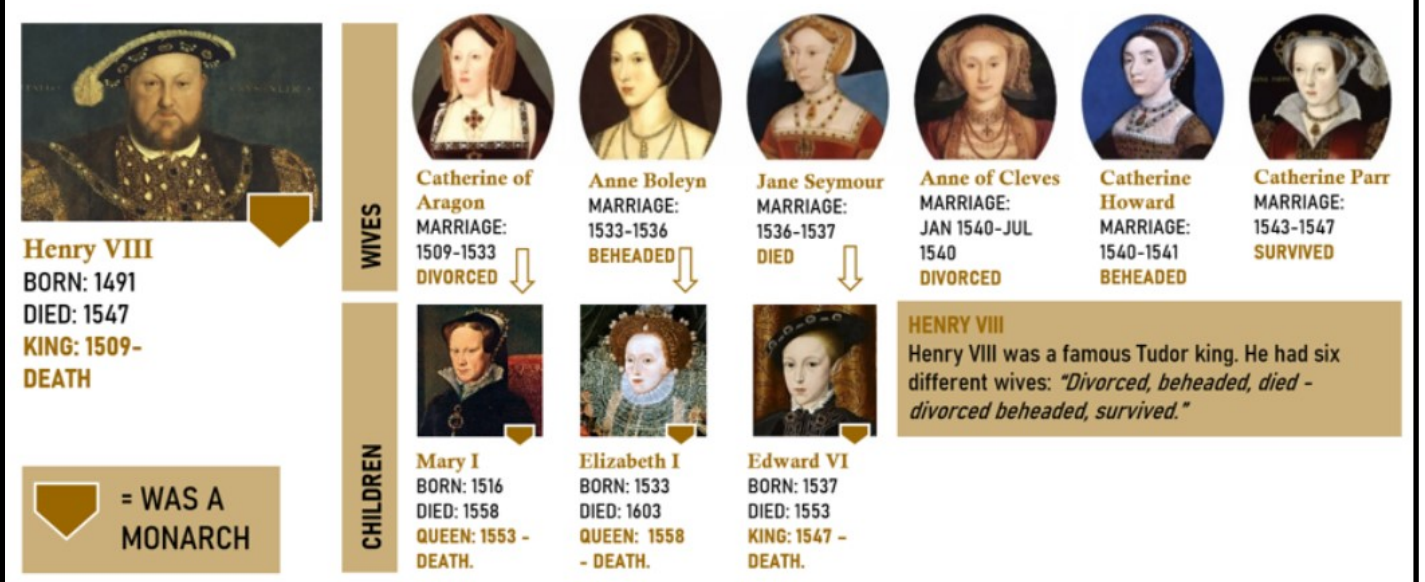 Henry VIII
BORN: 1491
DIED: 1547
KING: 1509-
DEATH
= WAS A
MONARCH
WIVES
Catherine of
Aragon
MARRIAGE:
1509-1533
DIVORCED
Anne Boleyn
MARRIAGE:
1533-1536
BEHEADED
Jane Seymour
MARRIAGE:
1536-1537
DIED
Anne of Cleves
MARRIAGE:
JAN 1540-JUL
1540
DIVORCED
Catherine
Howard
MARRIAGE:
1540-1541
BEHEADED
Catherine Parr
MARRIAGE:
1543-1547
SURVIVED
CHILDREN
Mary I
BORN: 1516
DIED: 1558
QUEEN: 1553 -
DEATH.
Elizabeth I
BORN: 1533
DIED: 1603
QUEEN: 1558
- DEATH.
Edward VI
BORN: 1537
DIED: 1553
KING: 1547 –
DEATH.
HENRY VIII
Henry VIII was a famous Tudor king. He had six
different wives: “Divorced, beheaded, died -
divorced beheaded, survived.”